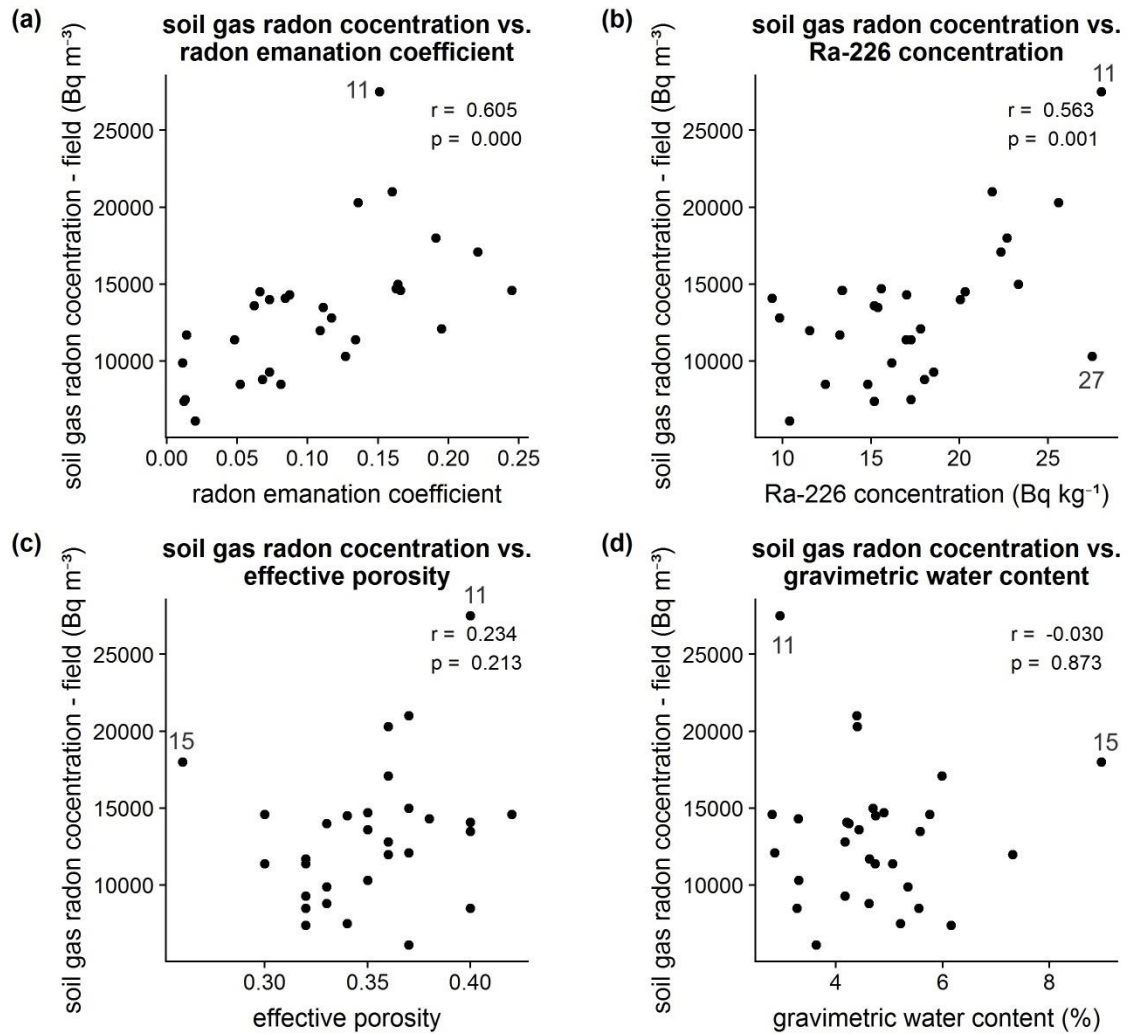 (a)
soil gas radon cocentration vs.
radon emanation coefficient
soil gas radon cocentration - field (Bq m⁻³)
25000
20000
15000
10000
11
r = 0.605
p = 0.000
0.00 0.05 0.10 0.15 0.20 0.25
radon emanation coefficient
(b)
soil gas radon cocentration vs.
Ra-226 concentration
soil gas radon cocentration - field (Bq m⁻³)
25000
20000
15000
10000
11
r = 0.563
p = 0.001
27
10 15 20 25
Ra-226 concentration (Bq kg⁻¹)
(c)
soil gas radon cocentration vs.
effective porosity
soil gas radon cocentration - field (Bq m⁻³)
25000
20000
15000
10000
11
r = 0.234
p = 0.213
15
0.30 0.35 0.40
effective porosity
(d)
soil gas radon cocentration vs.
gravimetric water content
soil gas radon cocentration - field (Bq m⁻³)
25000
20000
15000
10000
11
r = -0.030
p = 0.873
15
4 6 8
gravimetric water content (%)